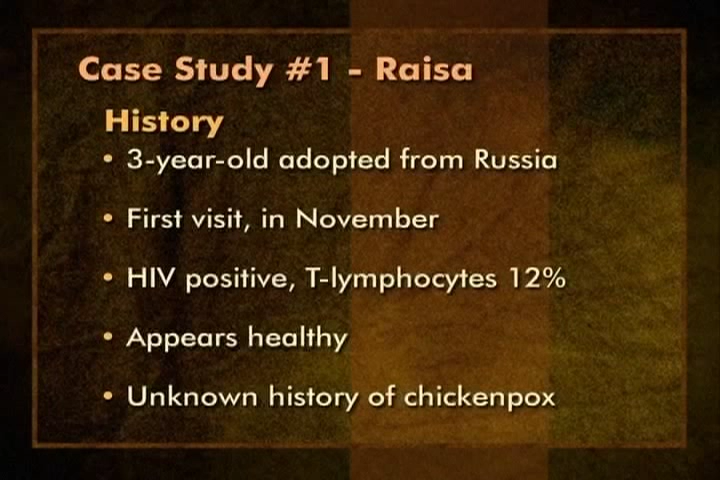 Case Study #1 - Raisa
History
• 3-year-old adopted from Russia
• First visit, in November
• HIV positive, T-lymphocytes 12%
• Appears healthy
• Unknown history of chickenpox